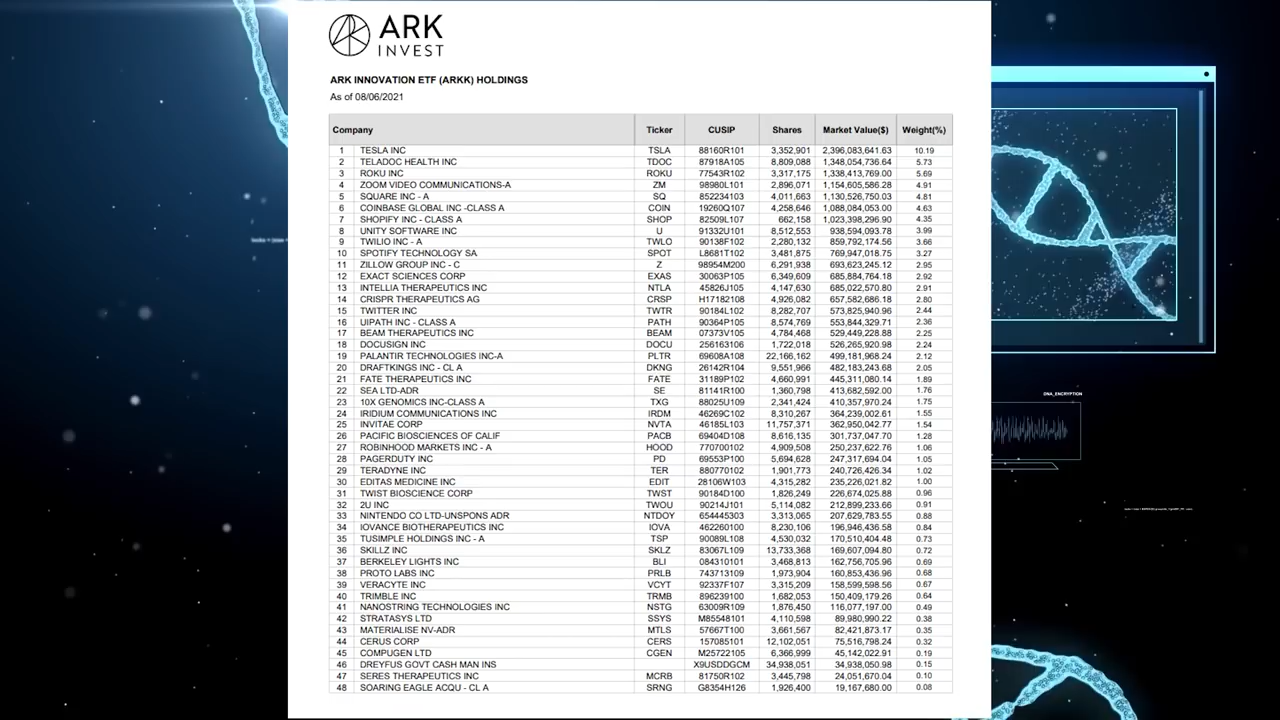 ARK
INVEST
ARK INNOVATION ETF (ARKK) HOLDINGS
As of 08/06/2021
Company Ticker CUSIP Shares Market Value($) Weight(%)
1 TESLA INC TSLA 88160R101 3,352,901 2,396,083,641.63 10.19
2 TELADOC HEALTH INC TDOC 87918A105 8,809,088 1,348,054,736.64 5.73
3 ROKU INC ROKU 77543R102 3,317,175 1,338,413,769.00 5.69
4 ZOOM VIDEO COMMUNICATIONS-A ZM 98980L101 2,896,071 1,154,605,586.28 4.91
5 SQUARE INC - A SQ 852234103 4,011,663 1,130,526,750.03 4.81
6 COINBASE GLOBAL INC -CLASS A COIN 19260Q107 4,258,646 1,088,084,053.00 4.63
7 SHOPIFY INC - CLASS A SHOP 82509L107 662,158 1,023,398,296.90 4.35
8 UNITY SOFTWARE INC U 91332U101 8,512,553 938,594,093.78 3.99
9 TWILIO INC - A TWLO 90138F102 2,280,132 859,792,174.56 3.66
10 SPOTIFY TECHNOLOGY SA SPOT L8681T102 3,481,875 769,947,018.75 3.27
11 ZILLOW GROUP INC - C Z 98954M200 6,291,938 693,623,245.12 2.95
12 EXACT SCIENCES CORP EXAS 30063P105 6,349,609 685,884,764.18 2.92
13 INTELLIA THERAPEUTICS INC NTLA 45826J105 4,147,630 685,022,570.80 2.91
14 CRISPR THERAPEUTICS AG CRSP H17182108 4,926,082 657,582,686.18 2.80
15 TWITTER INC TWTR 90184L102 8,282,707 573,825,940.96 2.44
16 UIPATH INC - CLASS A PATH 90364P105 8,574,769 553,844,329.71 2.36
17 BEAM THERAPEUTICS INC BEAM 07373V105 4,784,468 529,449,228.88 2.25
18 DOCUSIGN INC DOCU 256163106 1,722,018 526,265,920.98 2.24
19 PALANTIR TECHNOLOGIES INC-A PLTR 69608A108 22,166,162 499,181,968.24 2.12
20 DRAFTKINGS INC - CL A DKNG 26142R104 9,551,966 482,183,243.68 2.05
21 FATE THERAPEUTICS INC FATE 31189P102 4,660,991 445,311,080.14 1.89
22 SEA LTD-ADR SE 81141R100 1,360,798 413,682,592.00 1.76
23 10X GENOMICS INC-CLASS A TXG 88025U109 2,341,424 410,357,970.24 1.75
24 IRIDIUM COMMUNICATIONS INC IRDM 46269C102 8,310,267 364,239,002.61 1.55
25 INVITAE CORP NVTA 46185L103 11,757,371 362,950,042.77 1.54
26 PACIFIC BIOSCIENCES OF CALIF PACB 69404D108 8,616,135 301,737,047.70 1.28
27 ROBINHOOD MARKETS INC - A HOOD 770700102 4,909,508 250,237,622.76 1.06
28 PAGERDUTY INC PD 69553P100 5,694,628 247,317,694.04 1.05
29 TERADYNE INC TER 880770102 1,901,773 240,726,426.34 1.02
30 EDITAS MEDICINE INC EDIT 28106W103 4,315,282 235,226,021.82 1.00
31 TWIST BIOSCIENCE CORP TWST 90184D100 1,826,249 226,674,025.88 0.96
32 2U INC TWOU 90214J101 5,114,082 212,899,233.66 0.91
33 NINTENDO CO LTD-UNSPONS ADR NTDOY 654445303 3,313,065 207,629,783.55 0.88
34 IOVANCE BIOTHERAPEUTICS INC IOVA 462260100 8,230,106 196,946,436.58 0.84
35 TUSIMPLE HOLDINGS INC - A TSP 90089L108 4,530,032 170,510,404.48 0.73
36 SKILLZ INC SKLZ 83067L109 13,733,368 169,607,094.80 0.72
37 BERKELEY LIGHTS INC BLI 084310101 3,468,813 162,756,705.96 0.69
38 PROTO LABS INC PRLB 743713109 1,973,904 160,853,436.96 0.68
39 VERACYTE INC VCYT 92337F107 3,315,209 158,599,598.56 0.67
40 TRIMBLE INC TRMB 896239100 1,682,053 150,409,179.26 0.64
41 NANOSTRING TECHNOLOGIES INC NSTG 63009R109 1,876,450 116,077,197.00 0.49
42 STRATASYS LTD SSYS M85548101 4,110,598 89,980,990.22 0.38
43 MATERIALISE NV-ADR MTLS 57667T100 3,661,567 82,421,873.17 0.35
44 CERUS CORP CERS 157085101 12,102,051 75,516,798.24 0.32
45 COMPUGEN LTD CGEN M25722105 6,366,999 45,142,022.91 0.19
46 DREYFUS GOVT CASH MAN INS X9USDDGCM 34,938,051 34,938,050.98 0.15
47 SERES THERAPEUTICS INC MCRB 81750R102 3,445,798 24,051,670.04 0.10
48 SOARING EAGLE ACQU - CL A SRNG G8354H126 1,926,400 19,167,680.00 0.08
DNA_ENCRYPTION